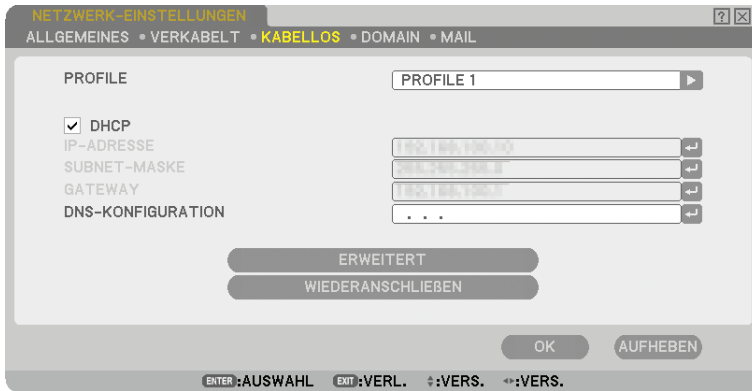 NETZWERK-EINSTELLUNGEN
ALLGEMEINES • VERKABELT • KABELLOS • DOMAIN • MAIL
PROFILE PROFILE 1
DHCP
IP-ADRESSE
SUBNET-MASKE
GATEWAY
DNS-KONFIGURATION . . .
ERWEITERT
WIEDERANSCHLIEßEN
OK AUFHEBEN
ENTER:AUSWAHL EXIT:VERL. :VERS. :VERS.